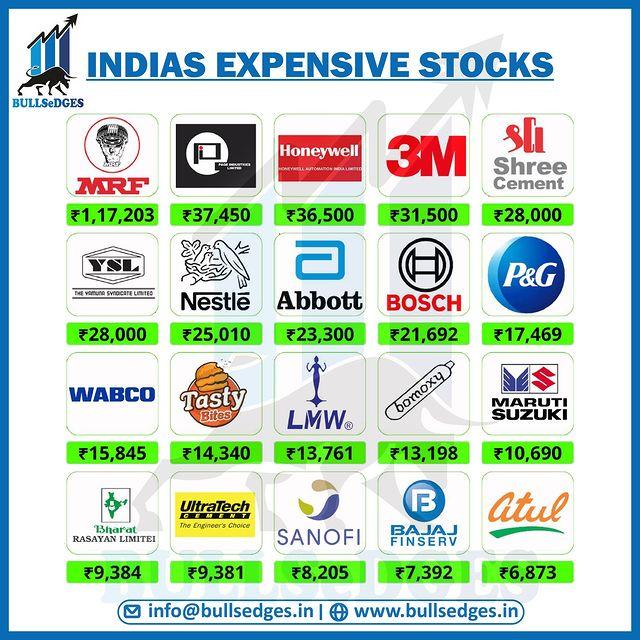 BULLSeDGES
INDIAS EXPENSIVE STOCKS
MRF
PAGE INDUSTRIES
LIMITED
Honeywell
HONEYWELL AUTOMATION INDIA LIMITED
3M
Shree
Cement
₹1,17,203
₹37,450
₹36,500
₹31,500
₹28,000
YSL
THE YAMUNA SYNDICATE LIMITED
Nestlé
Abbott
BOSCH
P&G
₹28,000
₹25,010
₹23,300
₹21,692
₹17,469
WABCO
Tasty
Bites
LMW®
bomoxy
MARUTI
SUZUKI
₹15,845
₹14,340
₹13,761
₹13,198
₹10,690
Bharat
RASAYAN LIMITEI
UltraTech
CEMENT
The Engineer's Choice
SANOFI
B
BAJAJ
FINSERV
atul
₹9,384
₹9,381
₹8,205
₹7,392
₹6,873
BULLSeDGES
info@bullsedges.in | www.bullsedges.in